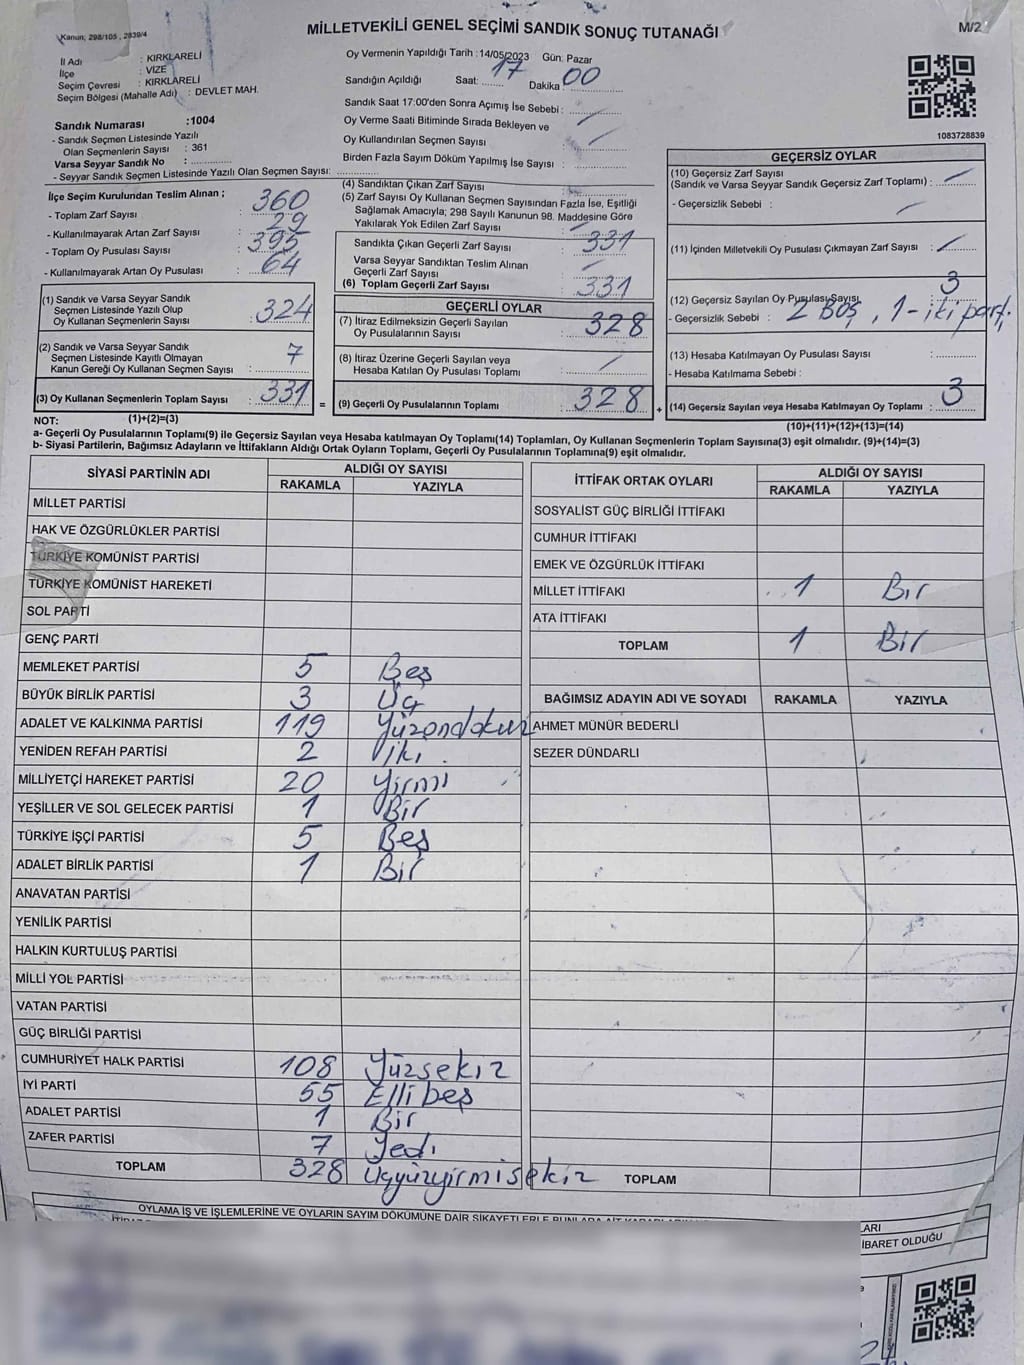 Kanun; 298/105 , 2839/4
MİLLETVEKİLİ GENEL SEÇİMİ SANDIK SONUÇ TUTANAĞI
M/2
İl Adı : KIRKLARELİ
İlçe : VİZE
Seçim Çevresi : KIRKLARELİ
Seçim Bölgesi (Mahalle Adı) : DEVLET MAH.
Oy Vermenin Yapıldığı Tarih : 14/05/2023 Gün: Pazar
Sandığın Açıldığı Saat: 17 Dakika 00
Sandık Saat 17:00'den Sonra Açımış İse Sebebi :
Oy Verme Saati Bitiminde Sırada Bekleyen ve
Oy Kullandırılan Seçmen Sayısı :
Birden Fazla Sayım Döküm Yapılmış İse Sayısı :
1083728839
Sandık Numarası :1004
- Sandık Seçmen Listesinde Yazılı
Olan Seçmenlerin Sayısı : 361
Varsa Seyyar Sandık No :
- Seyyar Sandık Seçmen Listesinde Yazılı Olan Seçmen Sayısı:
İlçe Seçim Kurulundan Teslim Alınan ;
- Toplam Zarf Sayısı : 360
- Kullanılmayarak Artan Zarf Sayısı : 29
- Toplam Oy Pusulası Sayısı : 395
- Kullanılmayarak Artan Oy Pusulası : 64
(1) Sandık ve Varsa Seyyar Sandık
Seçmen Listesinde Yazılı Olup
Oy Kullanan Seçmenlerin Sayısı : 324
(2) Sandık ve Varsa Seyyar Sandık
Seçmen Listesinde Kayıtlı Olmayan
Kanun Gereği Oy Kullanan Seçmen Sayısı : 7
(3) Oy Kullanan Seçmenlerin Toplam Sayısı : 331
(4) Sandıktan Çıkan Zarf Sayısı :
(5) Zarf Sayısı Oy Kullanan Seçmen Sayısından Fazla İse, Eşitliği
Sağlamak Amacıyla; 298 Sayılı Kanunun 98. Maddesine Göre
Yakılarak Yok Edilen Zarf Sayısı :
Sandıkta Çıkan Geçerli Zarf Sayısı : 331
Varsa Seyyar Sandıktan Teslim Alınan
Geçerli Zarf Sayısı :
(6) Toplam Geçerli Zarf Sayısı : 331
GEÇERLİ OYLAR
(7) İtiraz Edilmeksizin Geçerli Sayılan
Oy Pusulasının Sayısı : 328
(8) İtiraz Üzerine Geçerli Sayılan veya
Hesaba Katılan Oy Pusulası Toplamı :
= (9) Geçerli Oy Pusulalarının Toplamı : 328
GEÇERSİZ OYLAR
(10) Geçersiz Zarf Sayısı
(Sandık ve Varsa Seyyar Sandık Geçersiz Zarf Toplamı) :
- Geçersizlik Sebebi :
(11) İçinden Milletvekili Oy Pusulası Çıkmayan Zarf Sayısı :
(12) Geçersiz Sayılan Oy Pusulası Sayısı 3
- Geçersizlik Sebebi : 2 Boş , 1-iki parti
(13) Hesaba Katılmayan Oy Pusulası Sayısı :
- Hesaba Katılmama Sebebi :
+ (14) Geçersiz Sayılan veya Hesaba Katılmayan Oy Toplamı : 3
NOT: (1)+(2)=(3)
(10)+(11)+(12)+(13)=(14)
a- Geçerli Oy Pusulalarının Toplamı(9) ile Geçersiz Sayılan veya Hesaba katılmayan Oy Toplamı(14) Toplamları, Oy Kullanan Seçmenlerin Toplam Sayısına(3) eşit olmalıdır. (9)+(14)=(3)
b- Siyasi Partilerin, Bağımsız Adayların ve İttifakların Aldığı Ortak Oyların Toplamı, Geçerli Oy Pusulalarının Toplamına(9) eşit olmalıdır.
SİYASİ PARTİNİN ADI ALDIĞI OY SAYISI
RAKAMLA YAZIYLA
MİLLET PARTİSİ
HAK VE ÖZGÜRLÜKLER PARTİSİ
TÜRKİYE KOMÜNİST PARTİSİ
TÜRKİYE KOMÜNİST HAREKETİ
SOL PARTİ
GENÇ PARTİ
MEMLEKET PARTİSİ 5 Beş
BÜYÜK BİRLİK PARTİSİ 3 Üç
ADALET VE KALKINMA PARTİSİ 119 Yüzondokuz
YENİDEN REFAH PARTİSİ 2 İki
MİLLİYETÇİ HAREKET PARTİSİ 20 Yirmi
YEŞİLLER VE SOL GELECEK PARTİSİ 1 Bir
TÜRKİYE İŞÇİ PARTİSİ 5 Beş
ADALET BİRLİK PARTİSİ 1 Bir
ANAVATAN PARTİSİ
YENİLİK PARTİSİ
HALKIN KURTULUŞ PARTİSİ
MİLLİ YOL PARTİSİ
VATAN PARTİSİ
GÜÇ BİRLİĞİ PARTİSİ
CUMHURİYET HALK PARTİSİ 108 Yüzsekiz
İYİ PARTİ 55 Ellibeş
ADALET PARTİSİ 1 Bir
ZAFER PARTİSİ 7 Yedi
TOPLAM 328 Üçyüzyirmisekiz
İTTİFAK ORTAK OYLARI ALDIĞI OY SAYISI
RAKAMLA YAZIYLA
SOSYALİST GÜÇ BİRLİĞİ İTTİFAKI
CUMHUR İTTİFAKI
EMEK VE ÖZGÜRLÜK İTTİFAKI
MİLLET İTTİFAKI 1 Bir
ATA İTTİFAKI
TOPLAM 1 Bir
BAĞIMSIZ ADAYIN ADI VE SOYADI RAKAMLA YAZIYLA
AHMET MÜNÜR BEDERLİ
SEZER DÜNDARLI
TOPLAM
OYLAMA İŞ VE İŞLEMLERİNE VE OYLARIN SAYIM DÖKÜMÜNE DAİR ŞİKAYETLERLE
LARI
İBARET OLDUĞU